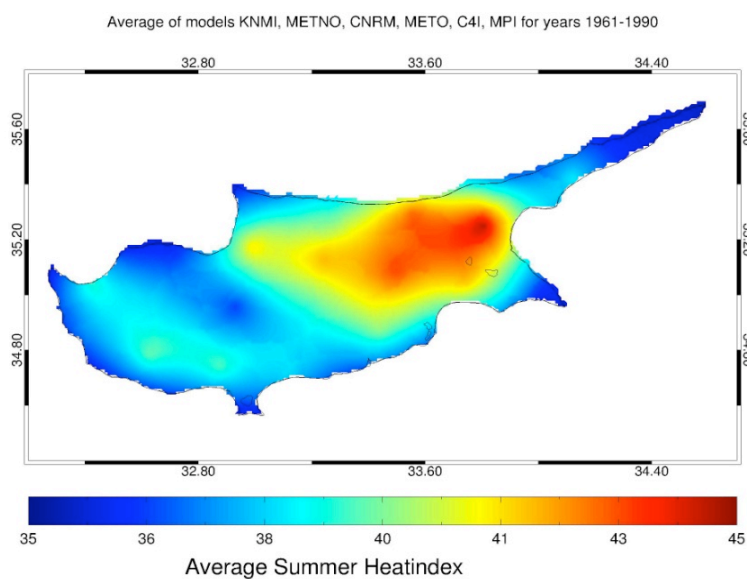 Average of models KNMI, METNO, CNRM, METO, C4I, MPI for years 1961-1990
32.80 33.60 34.40
35.60
35.20
34.80
32.80 33.60 34.40
35 36 38 40 41 43 45
Average Summer Heatindex